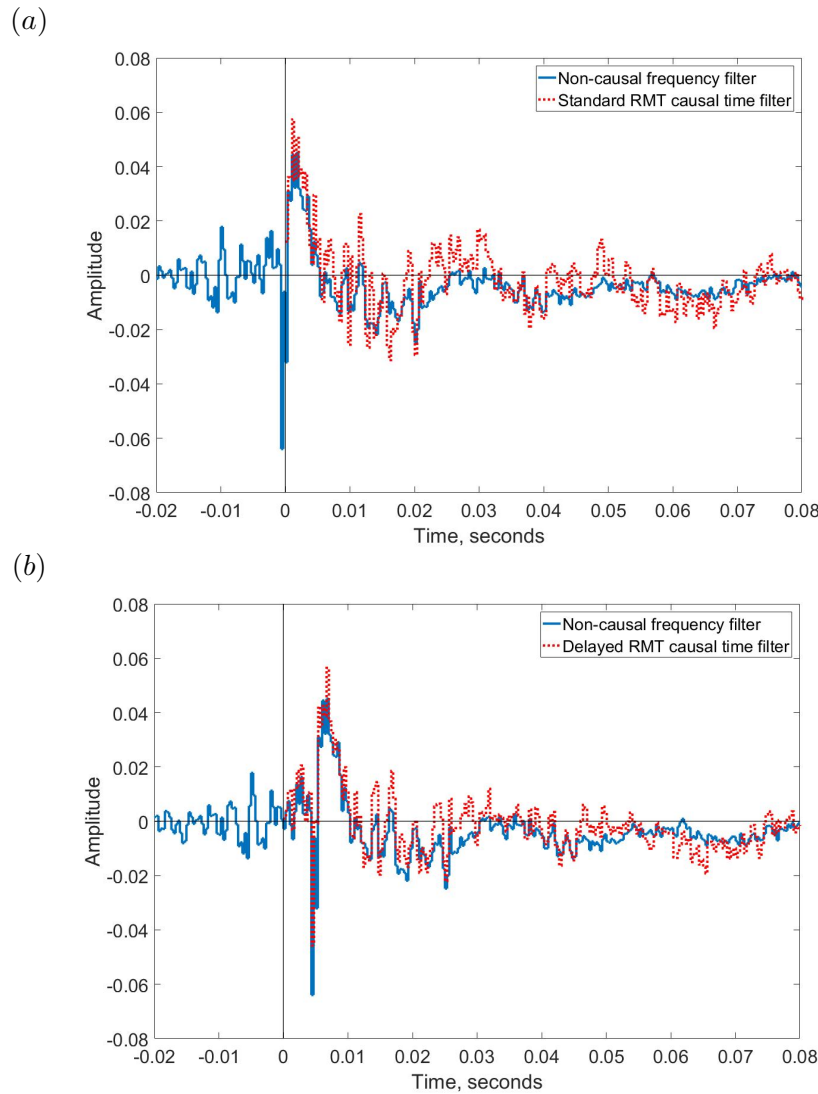 (a)
0.08
0.06
0.04
0.02
0
-0.02
-0.04
-0.06
-0.08
Amplitude
Non-causal frequency filter
Standard RMT causal time filter
-0.02 -0.01 0 0.01 0.02 0.03 0.04 0.05 0.06 0.07 0.08
Time, seconds
(b)
0.08
0.06
0.04
0.02
0
-0.02
-0.04
-0.06
-0.08
Amplitude
Non-causal frequency filter
Delayed RMT causal time filter
-0.02 -0.01 0 0.01 0.02 0.03 0.04 0.05 0.06 0.07 0.08
Time, seconds